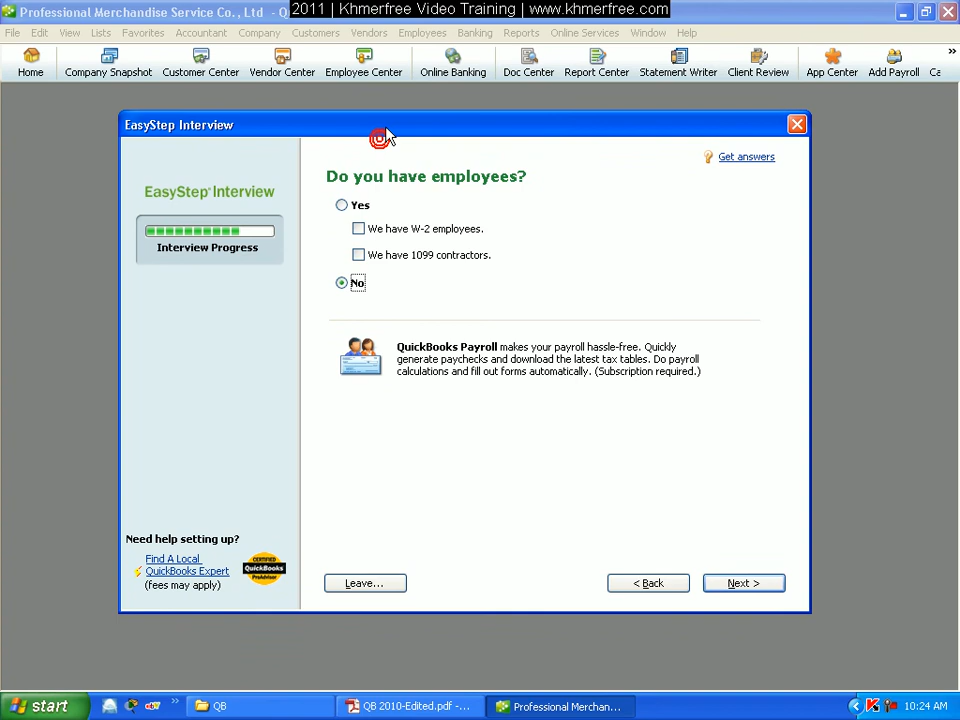 Professional Merchandise Service Co., Ltd - Q
2011 | Khmerfree Video Training | www.khmerfree.com
File Edit View Lists Favorites Accountant Company Customers Vendors Employees Banking Reports Online Services Window Help
Home Company Snapshot Customer Center Vendor Center Employee Center Online Banking Doc Center Report Center Statement Writer Client Review App Center Add Payroll Ca
EasyStep Interview
Get answers
EasyStep Interview
Interview Progress
Do you have employees?
Yes
We have W-2 employees.
We have 1099 contractors.
No
QuickBooks Payroll makes your payroll hassle-free. Quickly
generate paychecks and download the latest tax tables. Do payroll
calculations and fill out forms automatically. (Subscription required.)
Need help setting up?
Find A Local
QuickBooks Expert
(fees may apply)
CERTIFIED
QuickBooks
ProAdvisor
Leave...
< Back
Next >
start
QB
QB 2010-Edited.pdf -...
Professional Merchan...
10:24 AM